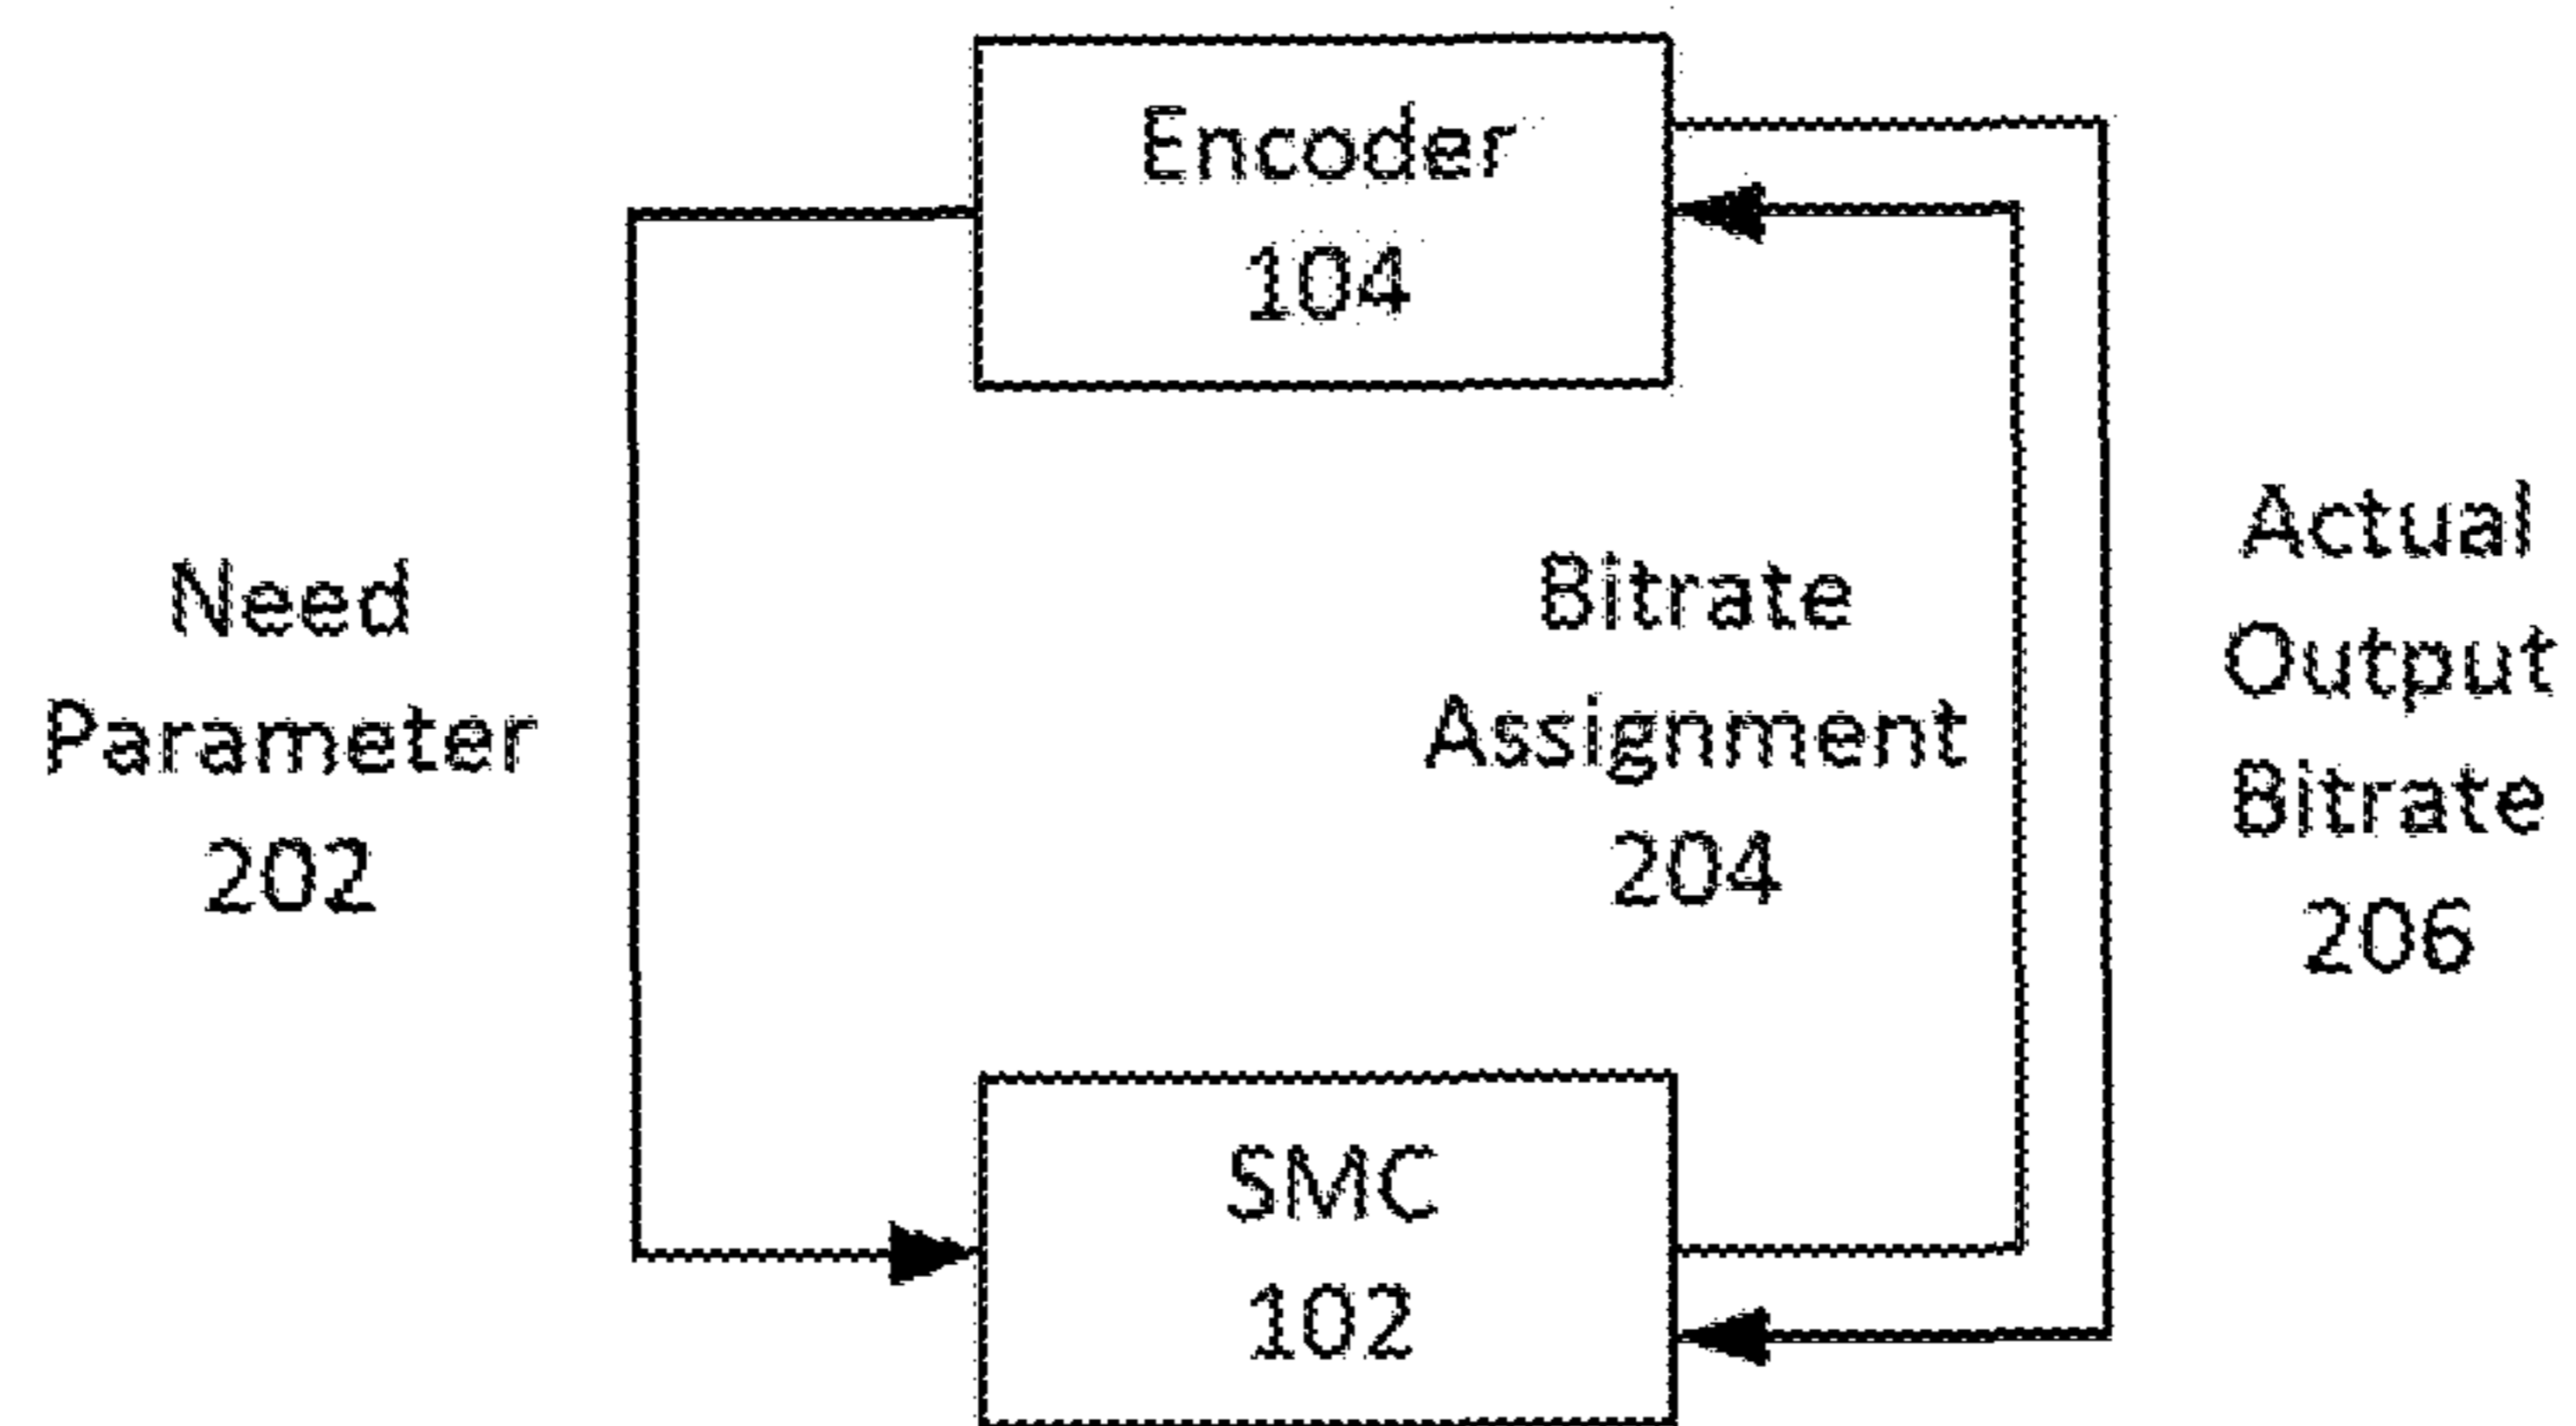 Encoder
104
Need
Parameter
202
Bitrate
Assignment
204
Actual
Output
Bitrate
206
SMC
102